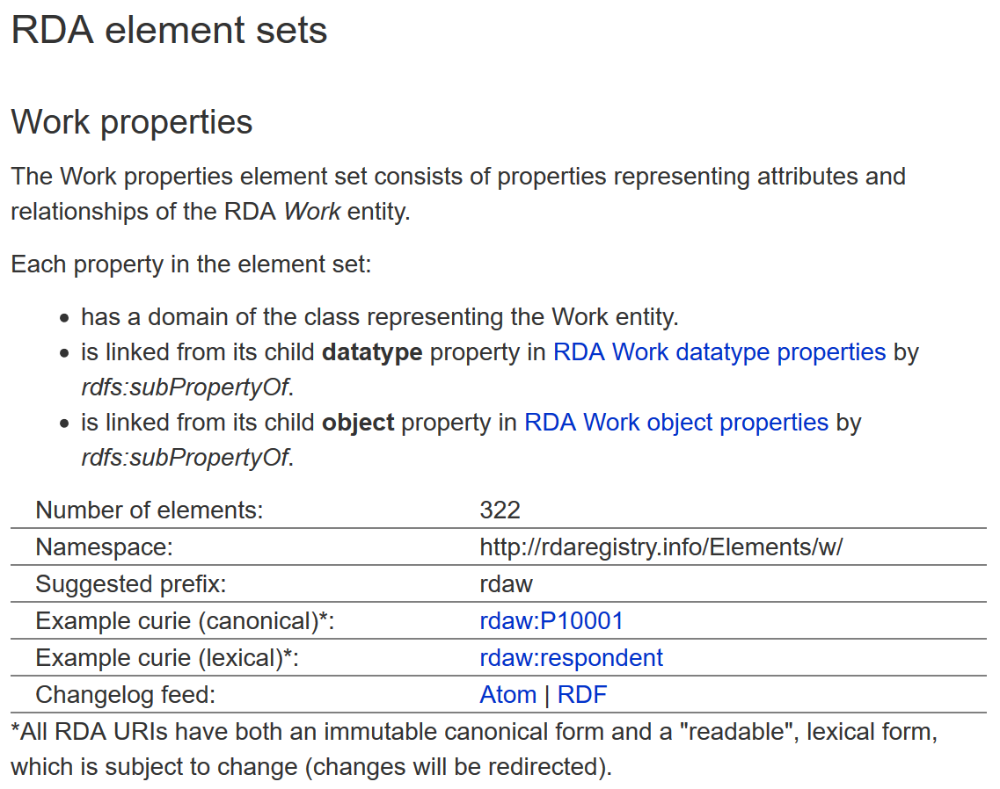 RDA element sets
Work properties
The Work properties element set consists of properties representing attributes and
relationships of the RDA Work entity.
Each property in the element set:
• has a domain of the class representing the Work entity.
• is linked from its child datatype property in RDA Work datatype properties by
rdfs:subPropertyOf.
• is linked from its child object property in RDA Work object properties by
rdfs:subPropertyOf.
Number of elements: 322
Namespace: http://rdaregistry.info/Elements/w/
Suggested prefix: rdaw
Example curie (canonical)*: rdaw:P10001
Example curie (lexical)*: rdaw:respondent
Changelog feed: Atom | RDF
*All RDA URIs have both an immutable canonical form and a "readable", lexical form,
which is subject to change (changes will be redirected).